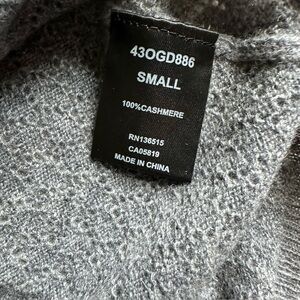 43OGD886
SMALL
100%CASHMERE
RN136515
CA05819
MADE IN CHINA